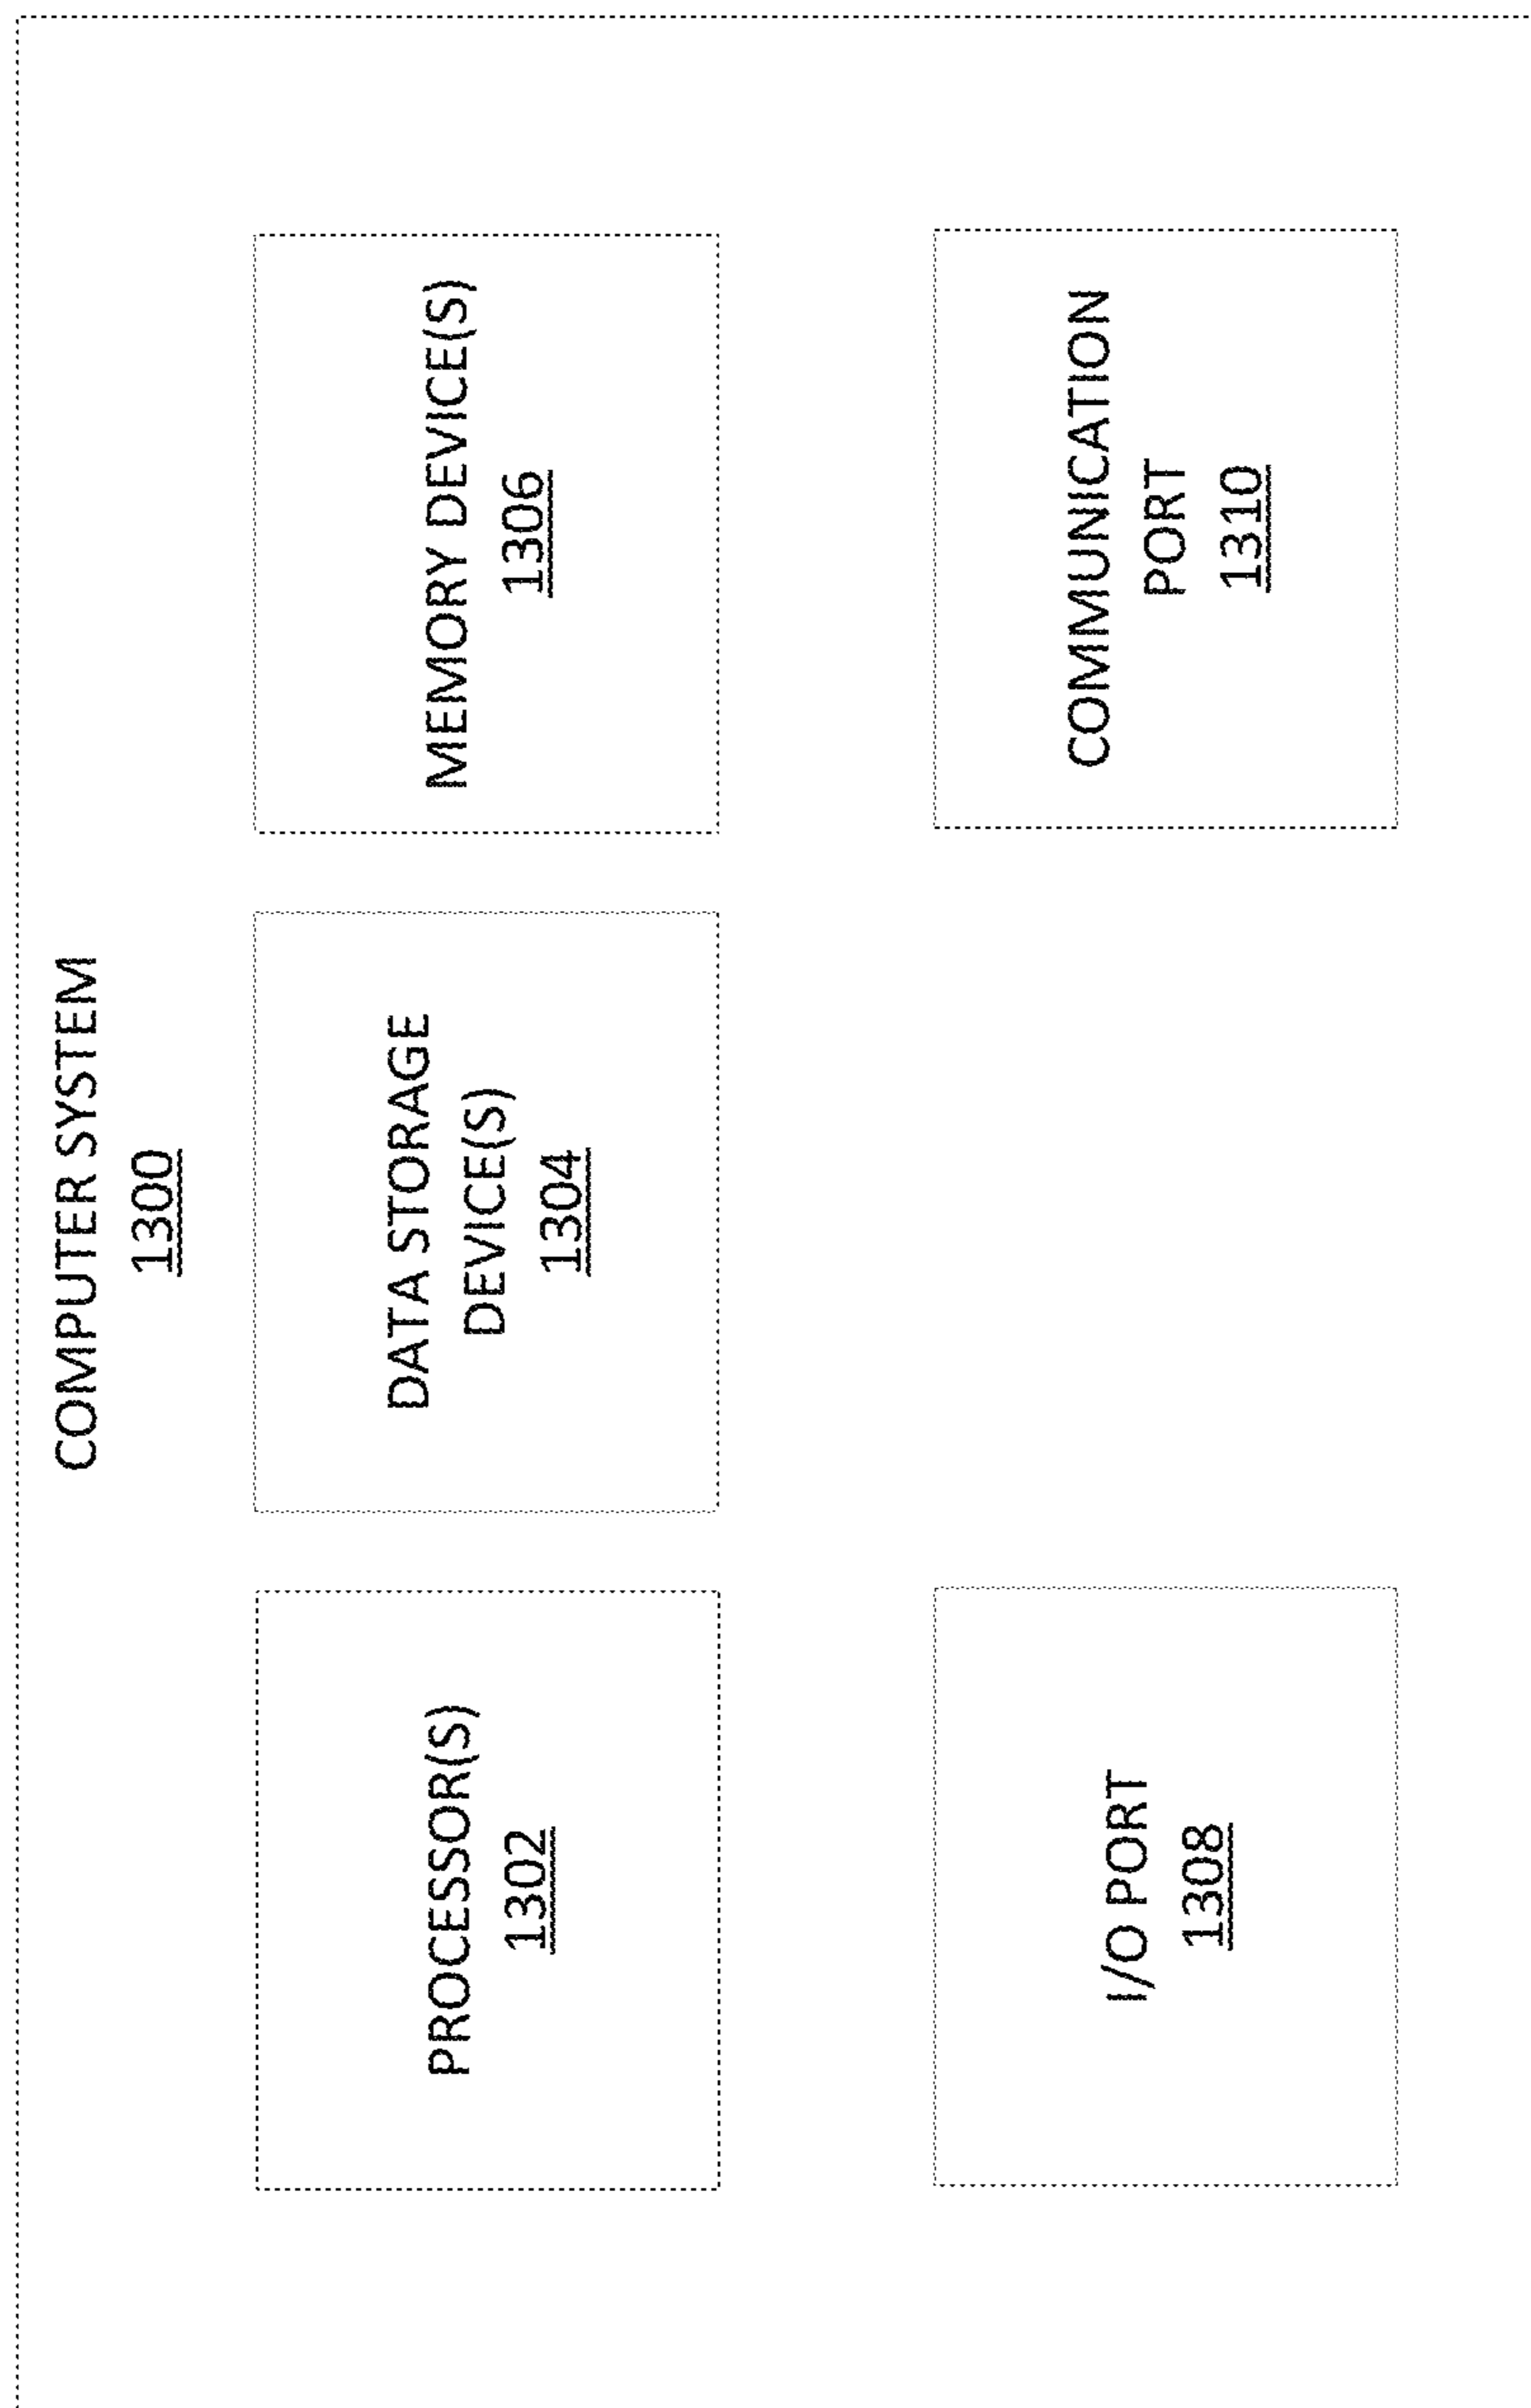 COMPUTER SYSTEM
1300
PROCESSOR(S)
1302
DATA STORAGE
DEVICE(S)
1304
MEMORY DEVICE(S)
1306
I/O PORT
1308
COMMUNICATION
PORT
1310